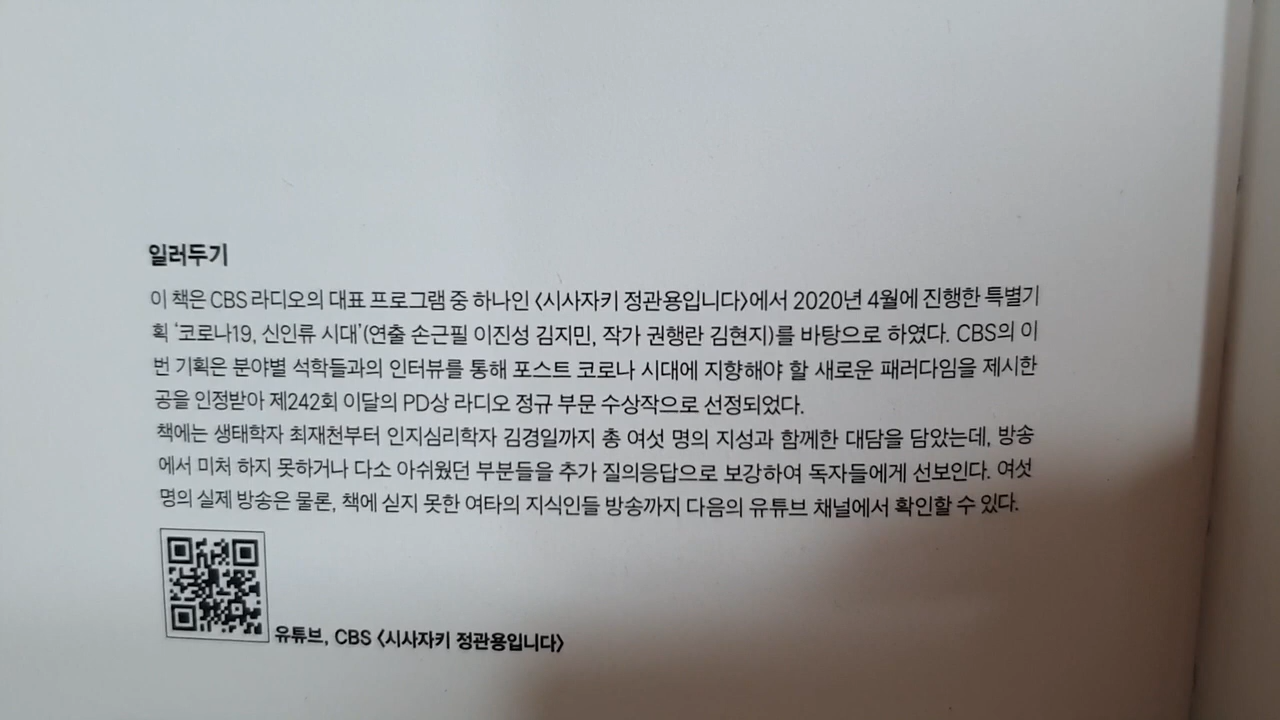 일러두기
이 책은 CBS 라디오의 대표 프로그램 중 하나인 〈시사자키 정관용입니다〉에서 2020년 4월에 진행한 특별기
획 ‘코로나19, 신인류 시대’(연출 손근필 이진성 김지민, 작가 권행란 김현지)를 바탕으로 하였다. CBS의 이
번 기획은 분야별 석학들과의 인터뷰를 통해 포스트 코로나 시대에 지향해야 할 새로운 패러다임을 제시한
공을 인정받아 제242회 이달의 PD상 라디오 정규 부문 수상작으로 선정되었다.
책에는 생태학자 최재천부터 인지심리학자 김경일까지 총 여섯 명의 지성과 함께한 대담을 담았는데, 방송
에서 미처 하지 못하거나 다소 아쉬웠던 부분들을 추가 질의응답으로 보강하여 독자들에게 선보인다. 여섯
명의 실제 방송은 물론, 책에 싣지 못한 여타의 지식인들 방송까지 다음의 유튜브 채널에서 확인할 수 있다.
유튜브, CBS 〈시사자키 정관용입니다〉